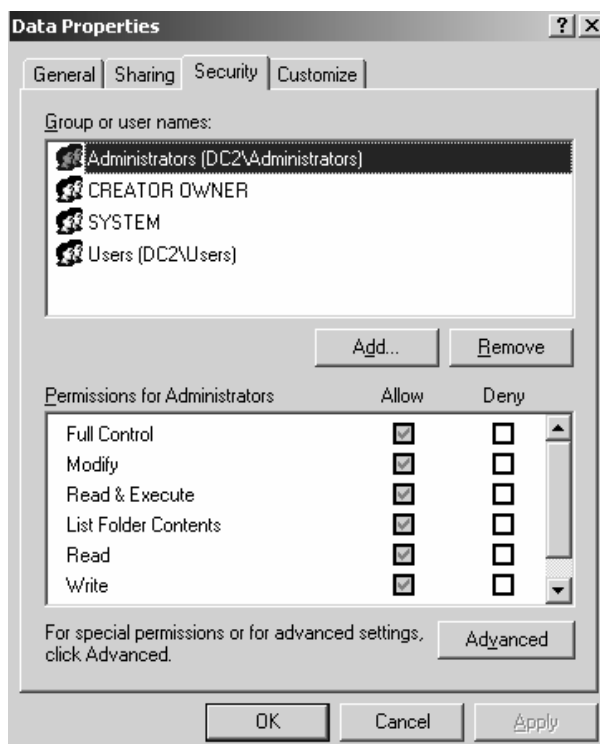 Data Properties
General Sharing Security Customize
Group or user names:
Administrators (DC2\Administrators)
CREATOR OWNER
SYSTEM
Users (DC2\Users)
Add... Remove
Permissions for Administrators Allow Deny
Full Control
Modify
Read & Execute
List Folder Contents
Read
Write
For special permissions or for advanced settings,
click Advanced.
Advanced
OK Cancel Apply